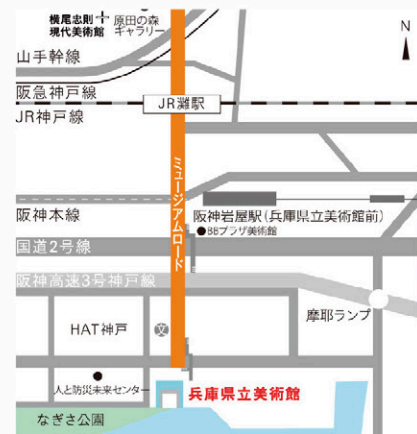 横尾忠則
現代美術館
原田の森
ギャラリー
N
山手幹線
阪急神戸線
JR灘駅
JR神戸線
ミュージアムロード
阪神本線
阪神岩屋駅(兵庫県立美術館前)
BBプラザ美術館
国道2号線
阪神高速3号神戸線
摩耶ランプ
HAT神戸
文
人と防災未来センター
兵庫県立美術館
なぎさ公園